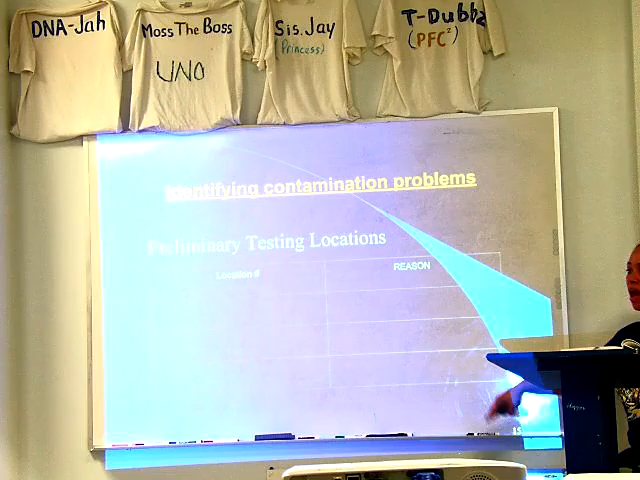 DNA-Jah
Moss The Boss
UNO
Sis. Jay
(Princess)
T-Dubbz
(PFC²)
Identifying contamination problems
Preliminary Testing Locations
Location #
REASON